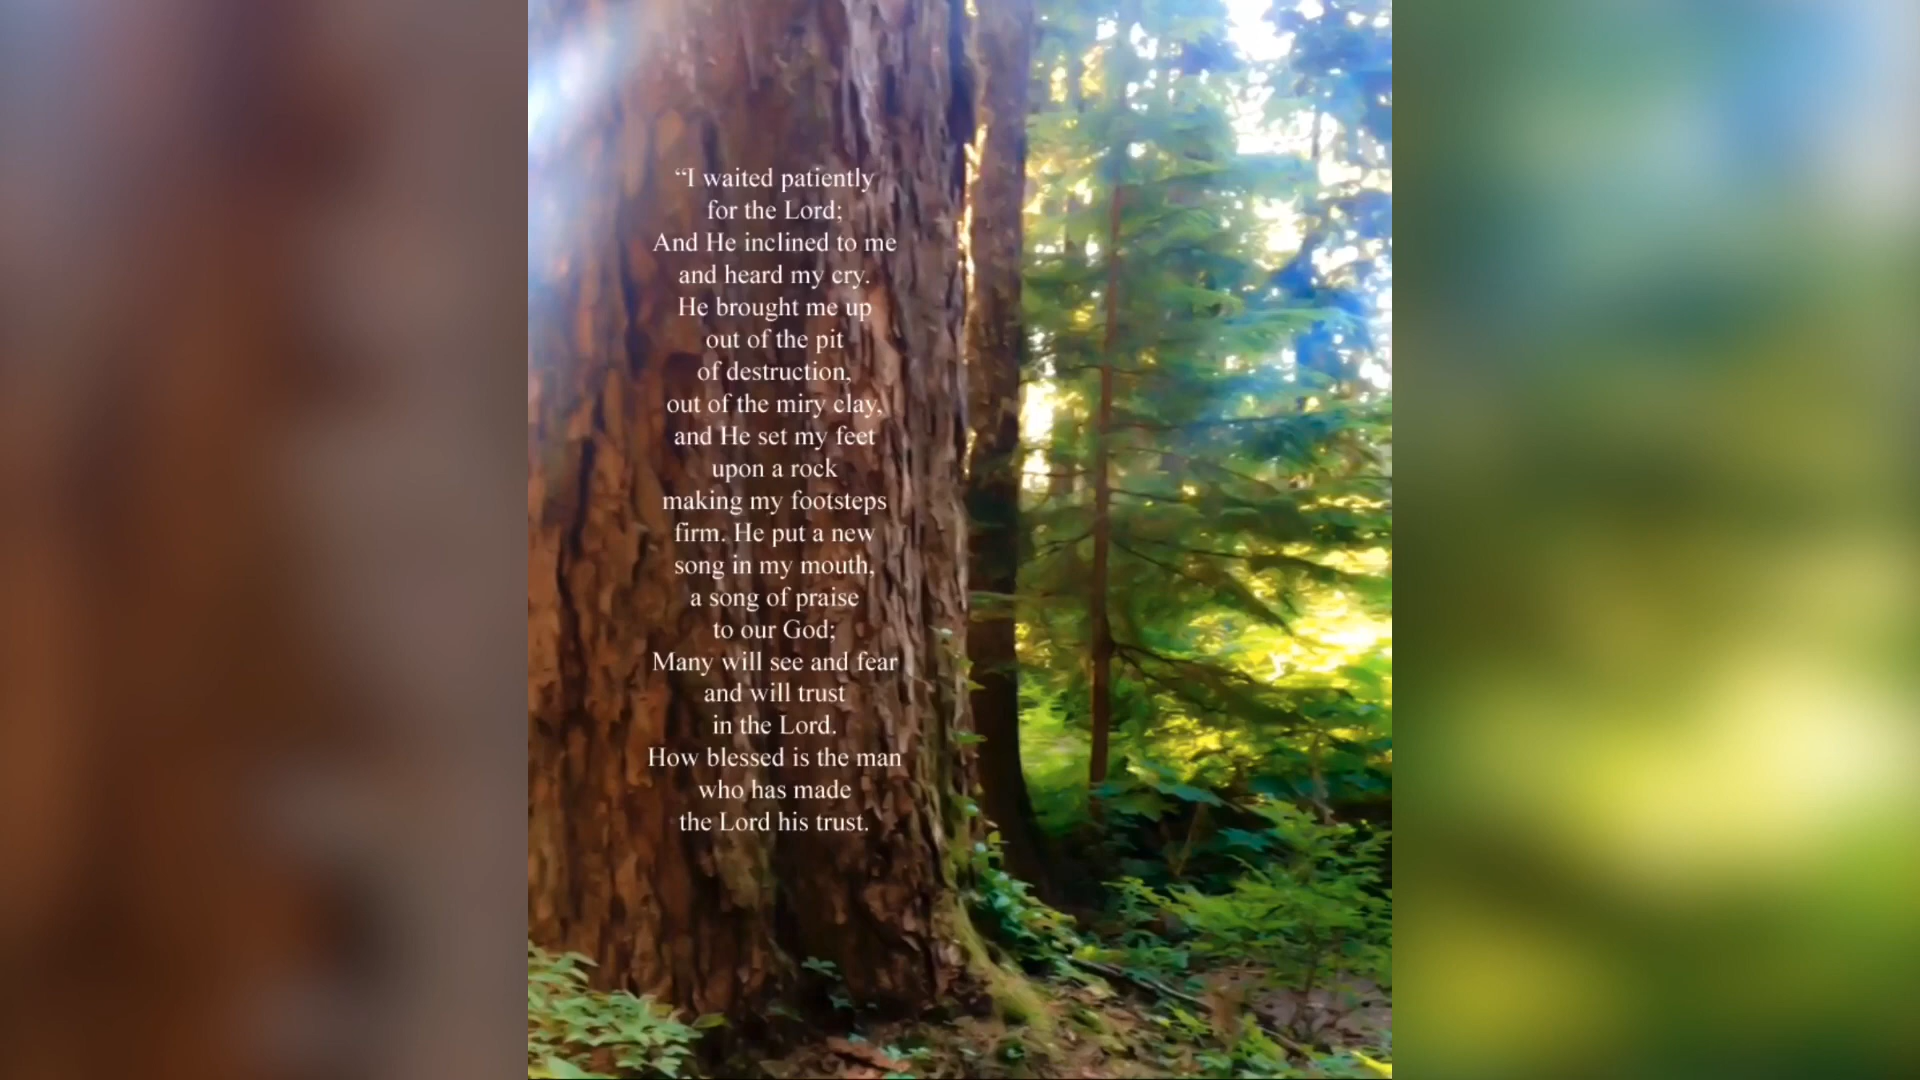 “I waited patiently
for the Lord;
And He inclined to me
and heard my cry.
He brought me up
out of the pit
of destruction,
out of the miry clay,
and He set my feet
upon a rock
making my footsteps
firm. He put a new
song in my mouth,
a song of praise
to our God;
Many will see and fear
and will trust
in the Lord.
How blessed is the man
who has made
the Lord his trust.